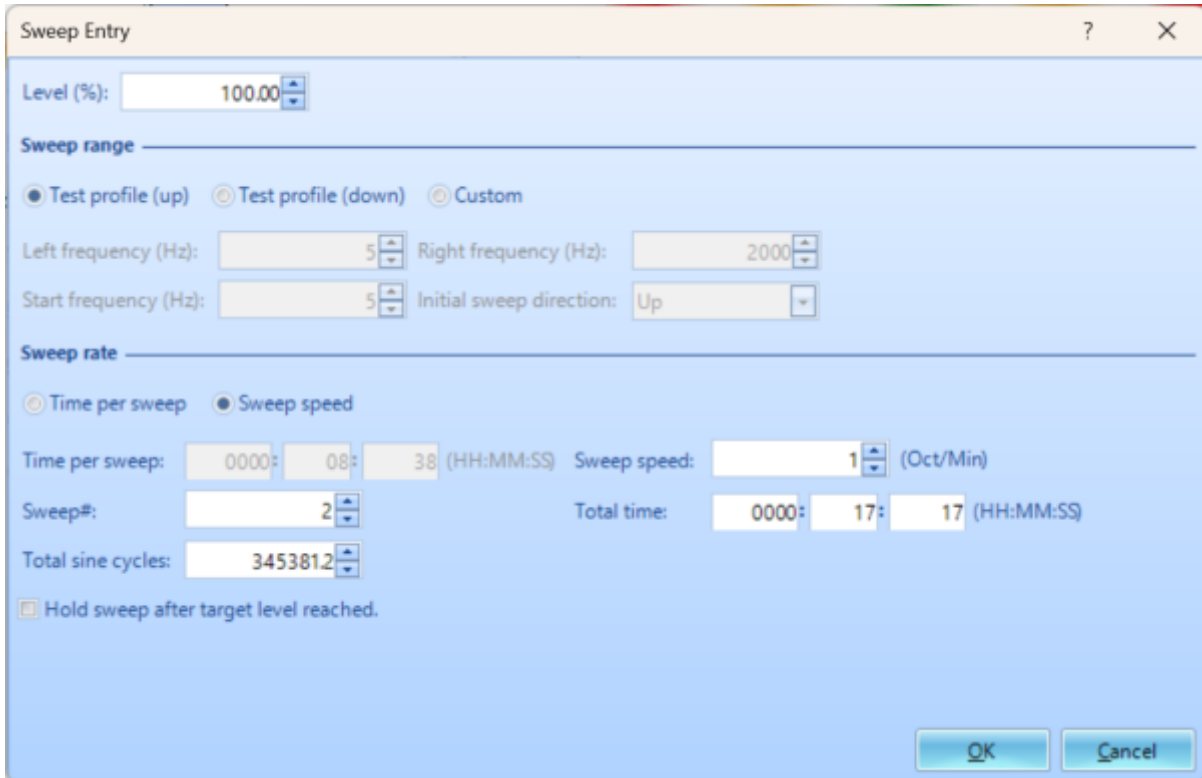 Sweep Entry ? ×
Level (%): 100.00
Sweep range
Test profile (up) Test profile (down) Custom
Left frequency (Hz): 5 Right frequency (Hz): 2000
Start frequency (Hz): 5 Initial sweep direction: Up
Sweep rate
Time per sweep Sweep speed
Time per sweep: 0000: 08: 38 (HH:MM:SS) Sweep speed: 1 (Oct/Min)
Sweep#: 2 Total time: 0000: 17: 17 (HH:MM:SS)
Total sine cycles: 345381.2
Hold sweep after target level reached.
OK Cancel